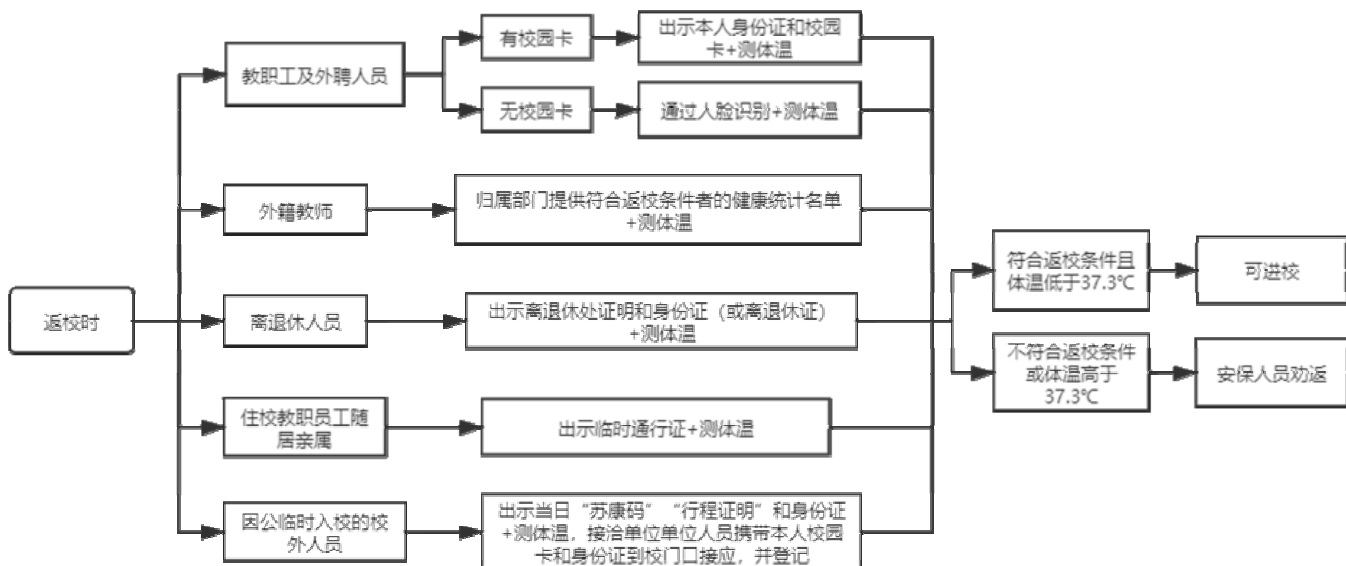 返校时
教职工及外聘人员
有校园卡
出示本人身份证和校园
卡+测体温
无校园卡
通过人脸识别+测体温
外籍教师
归属部门提供符合返校条件者的健康统计名单
+测体温
离退休人员
出示离退休处证明和身份证（或离退休证）
+测体温
住校教职员工随
居亲属
出示临时通行证+测体温
因公临时入校的校
外人员
出示当日“苏康码”“行程证明”和身份证
+测体温，接洽单位单位人员携带本人校园
卡和身份证到校门口接应，并登记
符合返校条件且
体温低于37.3℃
可进校
不符合返校条件
或体温高于
37.3℃
安保人员劝返